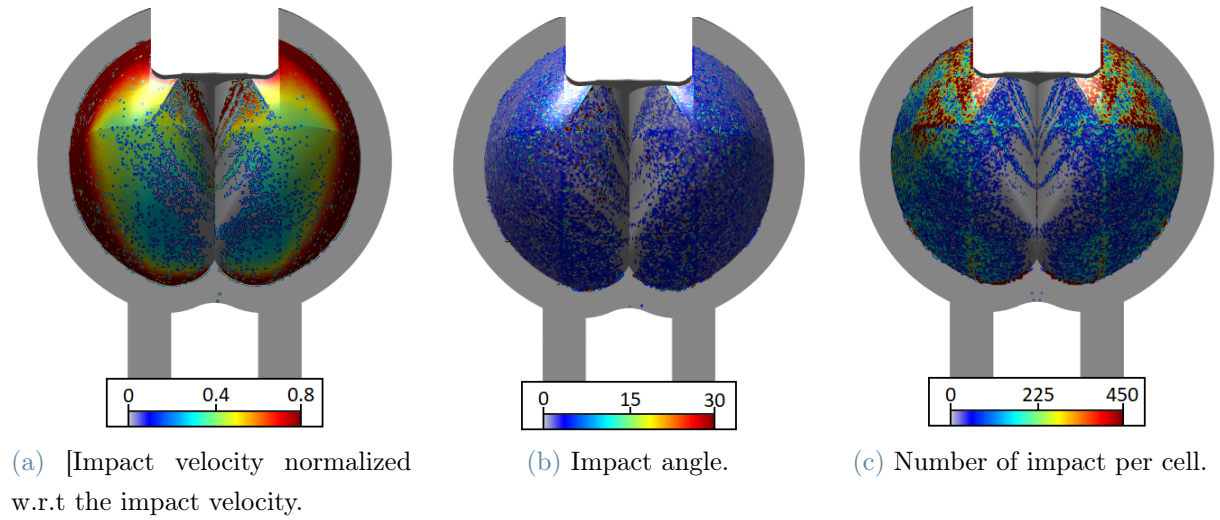 0 0.4 0.8
0 15 30
0 225 450
(a) [Impact velocity normalized
w.r.t the impact velocity.
(b) Impact angle.
(c) Number of impact per cell.